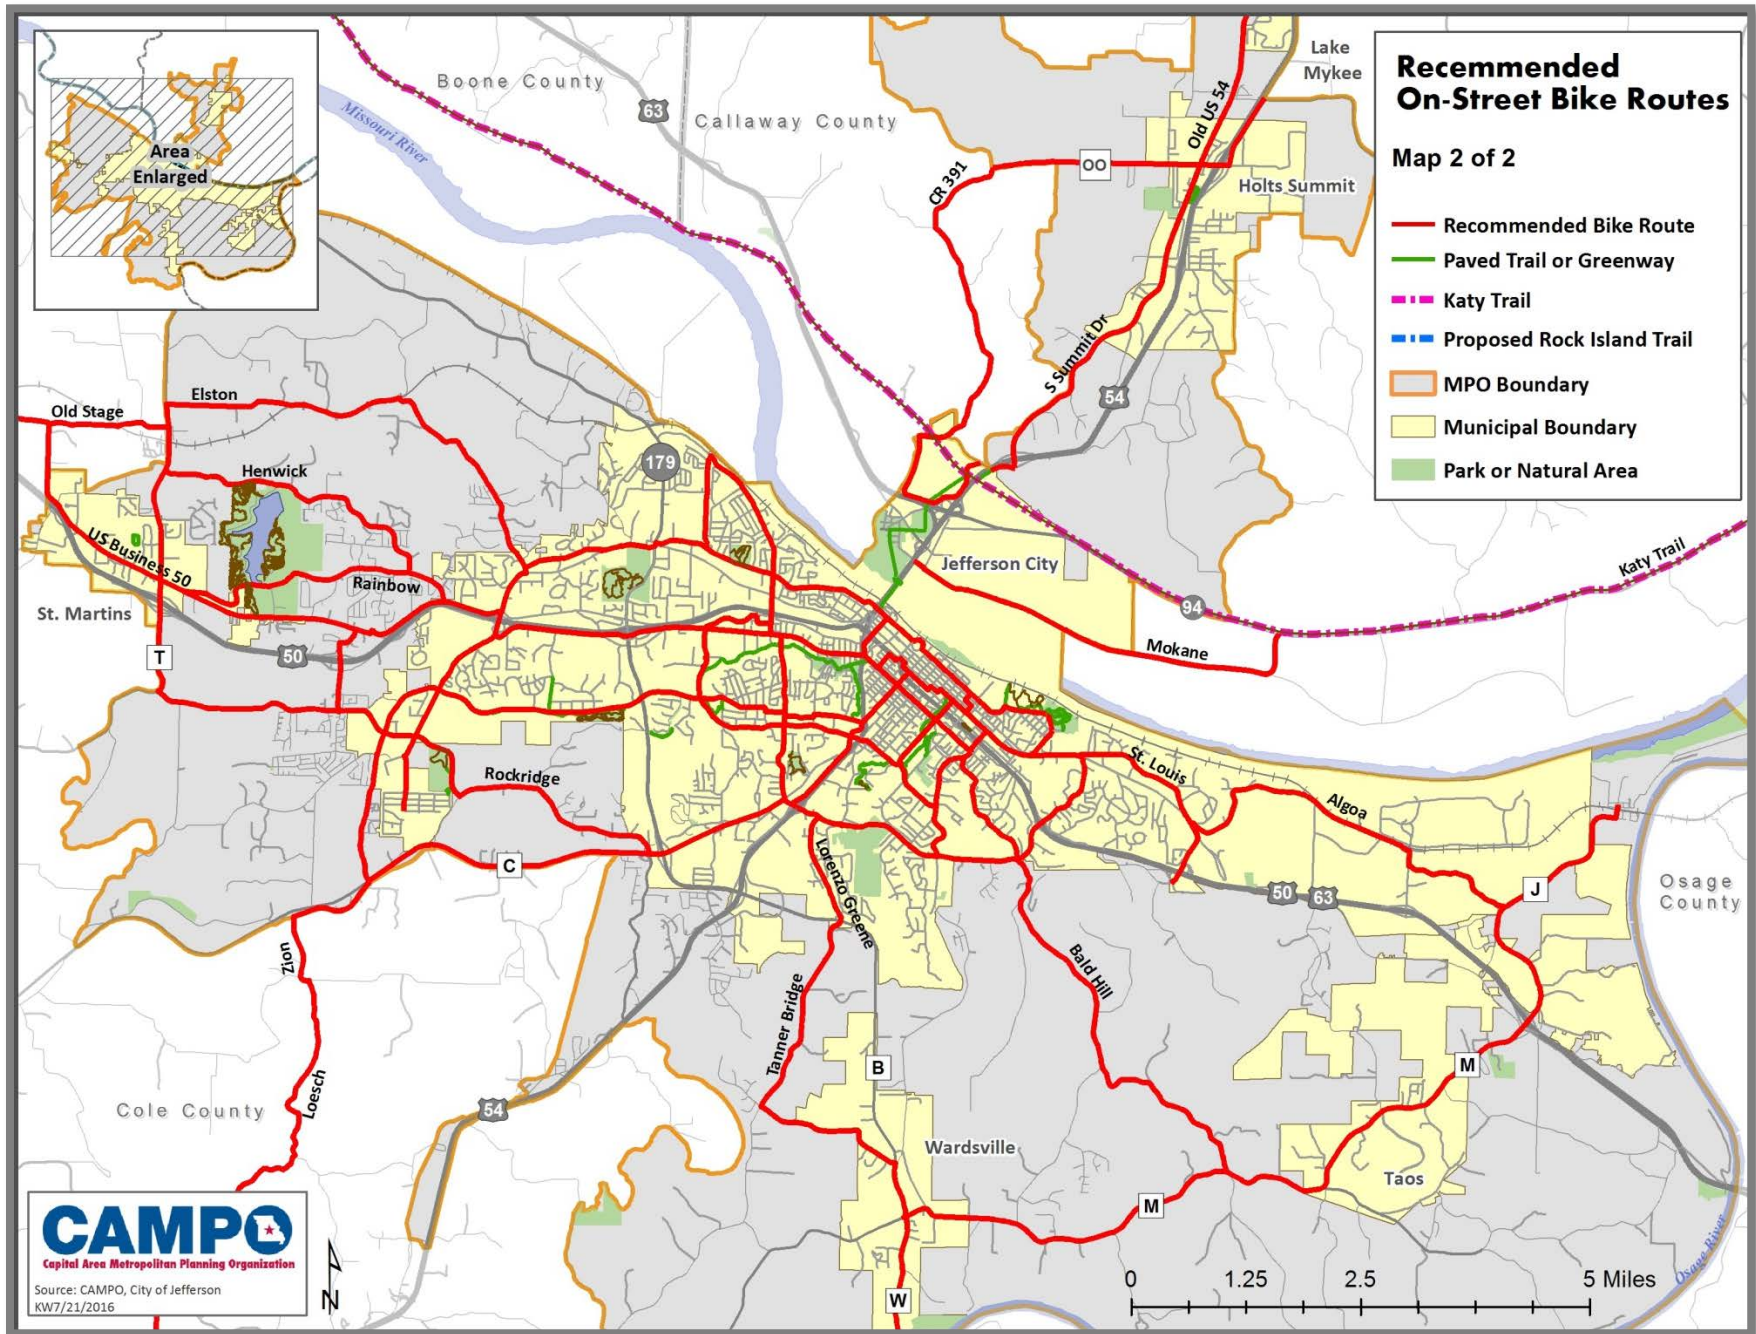 Area
Enlarged
Boone County
63
Callaway County
Missouri River
Lake
Mykee
Old US 54
CR 391
OO
Holts Summit
Recemmended
On-Street Bike Routes
Map 2 of 2
Recommended Bike Route
Paved Trail or Greenway
Katy Trail
Proposed Rock Island Trail
MPO Boundary
Municipal Boundary
Park or Natural Area
S Summit Dr
54
Elston
Old Stage
Henwick
179
US Business 50
Rainbow
St. Martins
T
50
Jefferson City
Katy Trail
94
Mokane
Rockridge
St. Louis
Algoa
C
Lorenzo Greene
J
50
63
Osage
County
Zion
Bald Hill
Tanner Bridge
B
M
Loesch
Cole County
54
Wardsville
Taos
M
W
CAMPO
Capital Area Metropolitan Planning Organization
Source: CAMPO, City of Jefferson
KW7/21/2016
N
0 1.25 2.5 5 Miles
Osage River